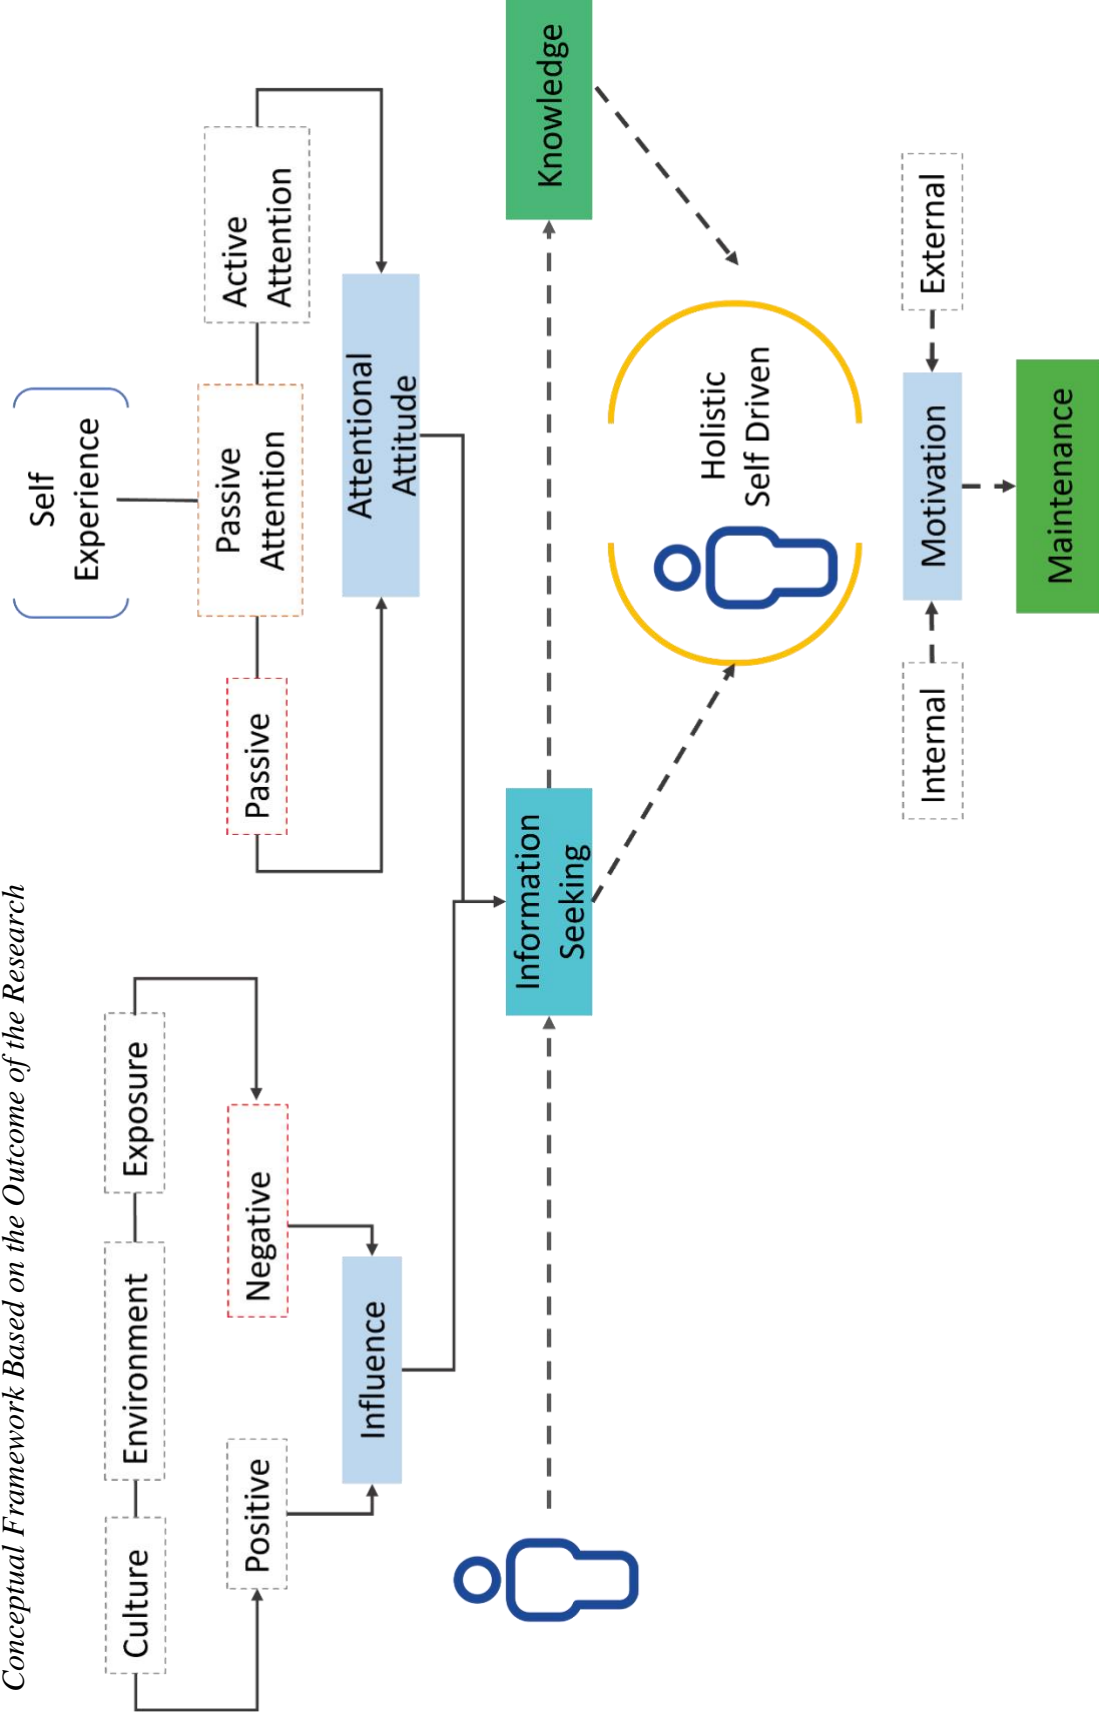 Conceptual Framework Based on the Outcome of the Research
Self
Experience
Culture
Environment
Exposure
Passive
Passive
Attention
Active
Attention
Positive
Negative
Influence
Attentional
Attitude
Information
Seeking
Knowledge
Holistic
Self Driven
Internal
Motivation
External
Maintenance